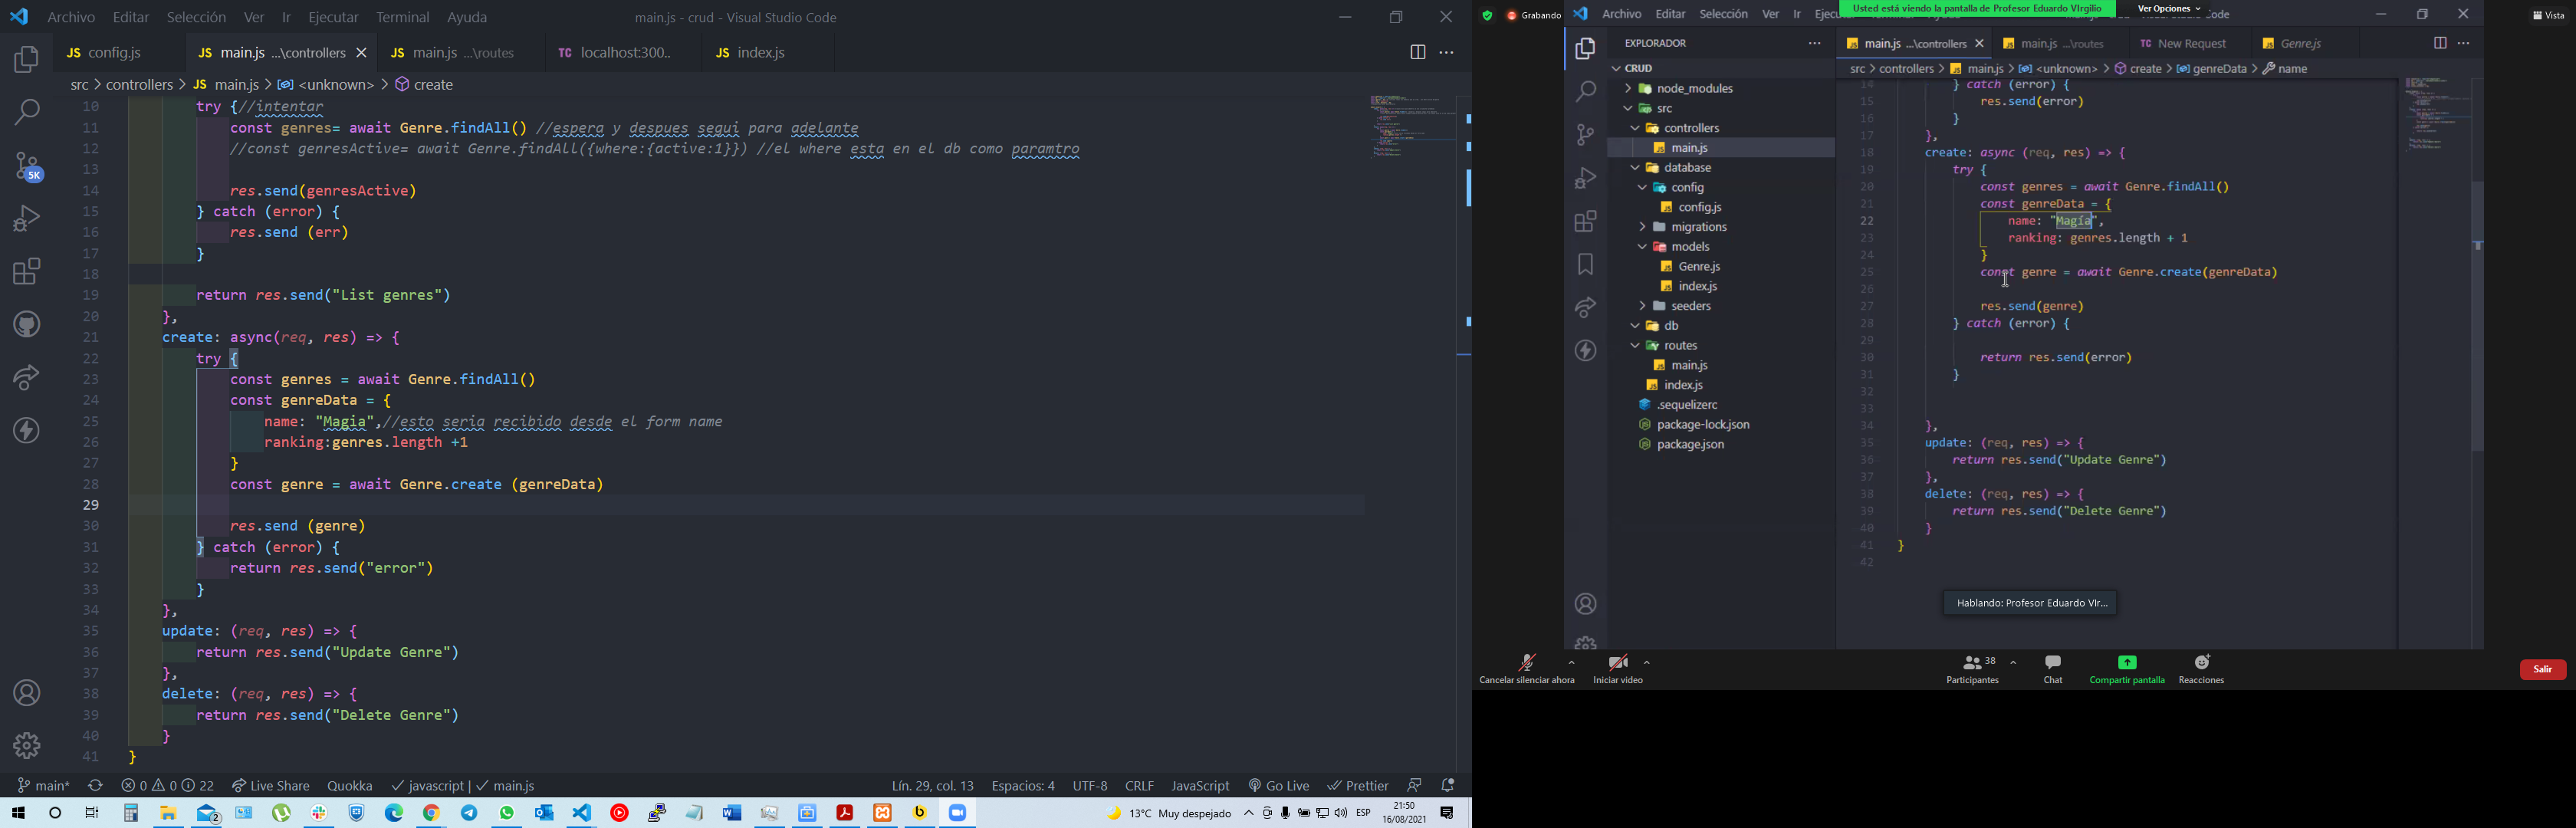 Archivo Editar Selección Ver Ir Ejecutar Terminal Ayuda
main.js - crud - Visual Studio Code
JS config.js
JS main.js ...\controllers
JS main.js ...\routes
TC localhost:300...
JS index.js
src > controllers > JS main.js > <unknown> > create
10 try {//intentar
11 const genres= await Genre.findAll() //espera y despues segui para adelante
12 //const genresActive= await Genre.findAll({where:{active:1}}) //el where esta en el db como paramtro
13
14 res.send(genresActive)
15 } catch (error) {
16 res.send (err)
17 }
18
19 return res.send("List genres")
20 },
21 create: async(req, res) => {
22 try {
23 const genres = await Genre.findAll()
24 const genreData = {
25 name: "Magia",//esto seria recibido desde el form name
26 ranking:genres.length +1
27 }
28 const genre = await Genre.create (genreData)
29
30 res.send (genre)
31 } catch (error) {
32 return res.send("error")
33 }
34 },
35 update: (req, res) => {
36 return res.send("Update Genre")
37 },
38 delete: (req, res) => {
39 return res.send("Delete Genre")
40 }
41 }
5K
main*
0 0 22
Live Share
Quokka
javascript | main.js
Lín. 29, col. 13
Espacios: 4
UTF-8
CRLF
JavaScript
Go Live
Prettier
2
13°C Muy despejado
ESP
21:50
16/08/2021
Grabando
Archivo Editar Selección Ver Ir
Usted está viendo la pantalla de Profesor Eduardo VIrgilio
Ver Opciones
Vista
EXPLORADOR
CRUD
node_modules
src
controllers
main.js
database
config
config.js
migrations
models
Genre.js
index.js
seeders
db
routes
main.js
index.js
.sequelizerc
package-lock.json
package.json
main.js ...\controllers
main.js ...\routes
TC New Request
Genre.js
src > controllers > main.js > <unknown> > create > genreData > name
14 } catch (error) {
15 res.send(error)
16 }
17 },
18 create: async (req, res) => {
19 try {
20 const genres = await Genre.findAll()
21 const genreData = {
22 name: "Magia",
23 ranking: genres.length + 1
24 }
25 const genre = await Genre.create(genreData)
26
27 res.send(genre)
28 } catch (error) {
29
30 return res.send(error)
31 }
32
33
34 },
35 update: (req, res) => {
36 return res.send("Update Genre")
37 },
38 delete: (req, res) => {
39 return res.send("Delete Genre")
40 }
41 }
42
Hablando: Profesor Eduardo VIr...
Cancelar silenciar ahora
Iniciar video
38
Participantes
Chat
Compartir pantalla
Reacciones
Salir